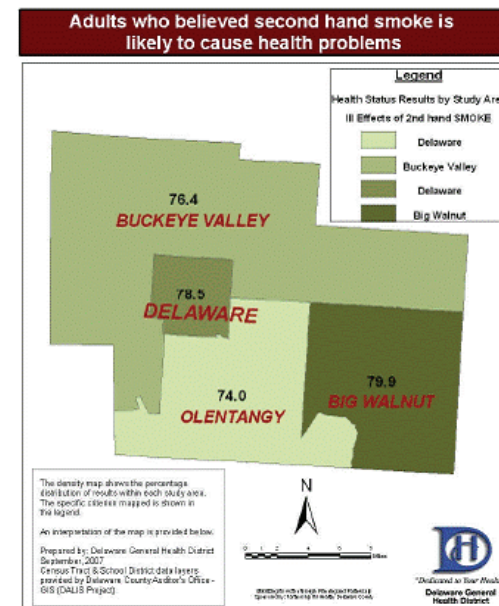 Adults who believed second hand smoke is
likely to cause health problems
Legend
Health Status Results by Study Area
Ill Effects of 2nd hand SMOKE
Delaware
Buckeye Valley
Delaware
Big Walnut
76.4
BUCKEYE VALLEY
78.5
DELAWARE
74.0
OLENTANGY
79.9
BIG WALNUT
The density map shows the percentage
distribution of results within each study area.
The specific criterion mapped is shown in
the legend.
An interpretation of the map is provided below.
Prepared by: Delaware General Health District
September, 2007
Census Tract & School District data layers
provided by Delaware County Auditor's Office -
GIS (DALIS Project)
N
"Dedicated to Your Health"
Delaware General
Health District